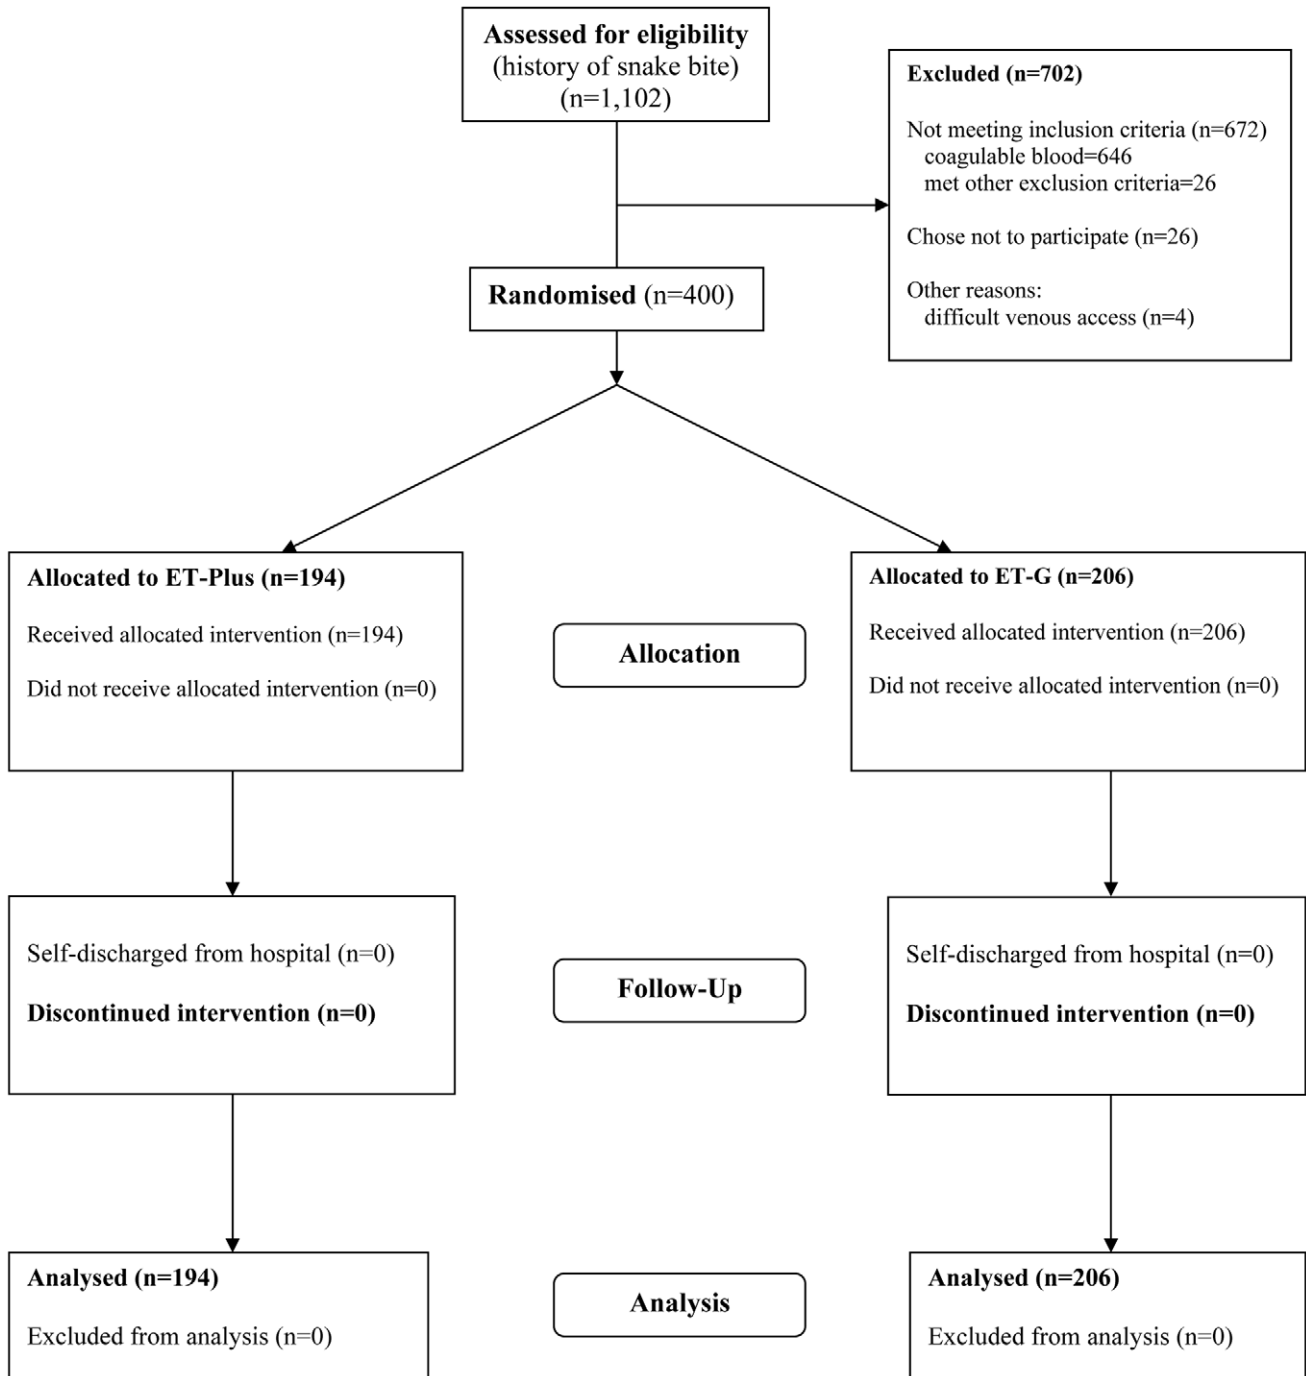 Assessed for eligibility
(history of snake bite)
(n=1,102)
Excluded (n=702)
Not meeting inclusion criteria (n=672)
coagulable blood=646
met other exclusion criteria=26
Chose not to participate (n=26)
Other reasons:
difficult venous access (n=4)
Randomised (n=400)
Allocated to ET-Plus (n=194)
Received allocated intervention (n=194)
Did not receive allocated intervention (n=0)
Allocation
Allocated to ET-G (n=206)
Received allocated intervention (n=206)
Did not receive allocated intervention (n=0)
Self-discharged from hospital (n=0)
Discontinued intervention (n=0)
Follow-Up
Self-discharged from hospital (n=0)
Discontinued intervention (n=0)
Analysed (n=194)
Excluded from analysis (n=0)
Analysis
Analysed (n=206)
Excluded from analysis (n=0)